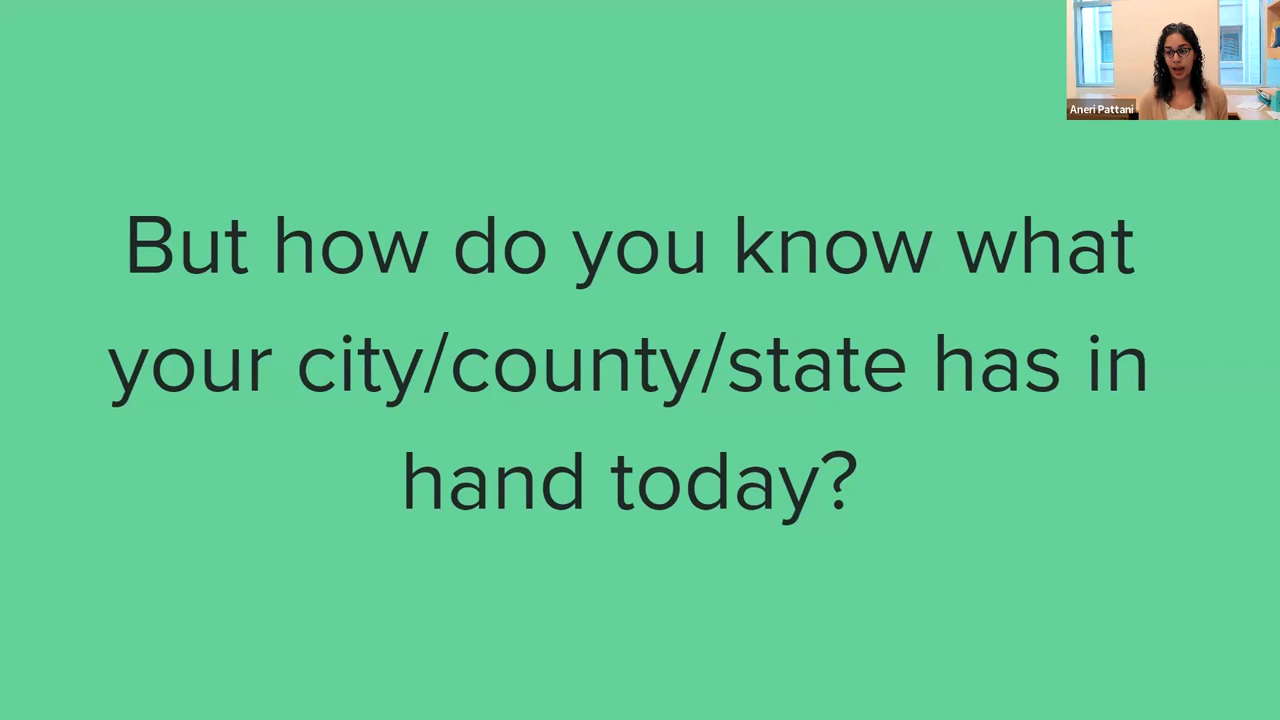 Aneri Pattani
But how do you know what
your city/county/state has in
hand today?